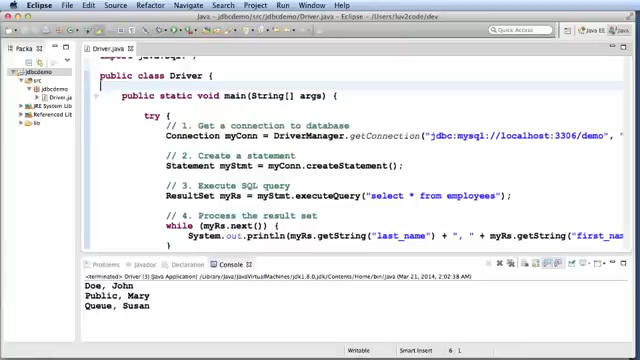 Eclipse File Edit Source Refactor Navigate Search Project Run Window Help
Java - jdbcdemo/src/jdbcdemo/Driver.java - Eclipse - /Users/luv2code/dev
Quick Access
Java EE
Java
Packa
Driver.java
jdbcdemo
src
jdbcdemo
Driver.ja
JRE System Lib
Referenced Lib
lib
import java.sql.*;
public class Driver {
public static void main(String[] args) {
try {
// 1. Get a connection to database
Connection myConn = DriverManager.getConnection("jdbc:mysql://localhost:3306/demo", "
// 2. Create a statement
Statement myStmt = myConn.createStatement();
// 3. Execute SQL query
ResultSet myRs = myStmt.executeQuery("select * from employees");
// 4. Process the result set
while (myRs.next()) {
System.out.println(myRs.getString("last_name") + ", " + myRs.getString("first_nam
}
Problems Javadoc Declaration Console
<terminated> Driver (3) [Java Application] /Library/Java/JavaVirtualMachines/jdk1.8.0.jdk/Contents/Home/bin/java (Mar 21, 2014, 2:02:38 AM)
Doe, John
Public, Mary
Queue, Susan
Writable Smart Insert 6 : 1